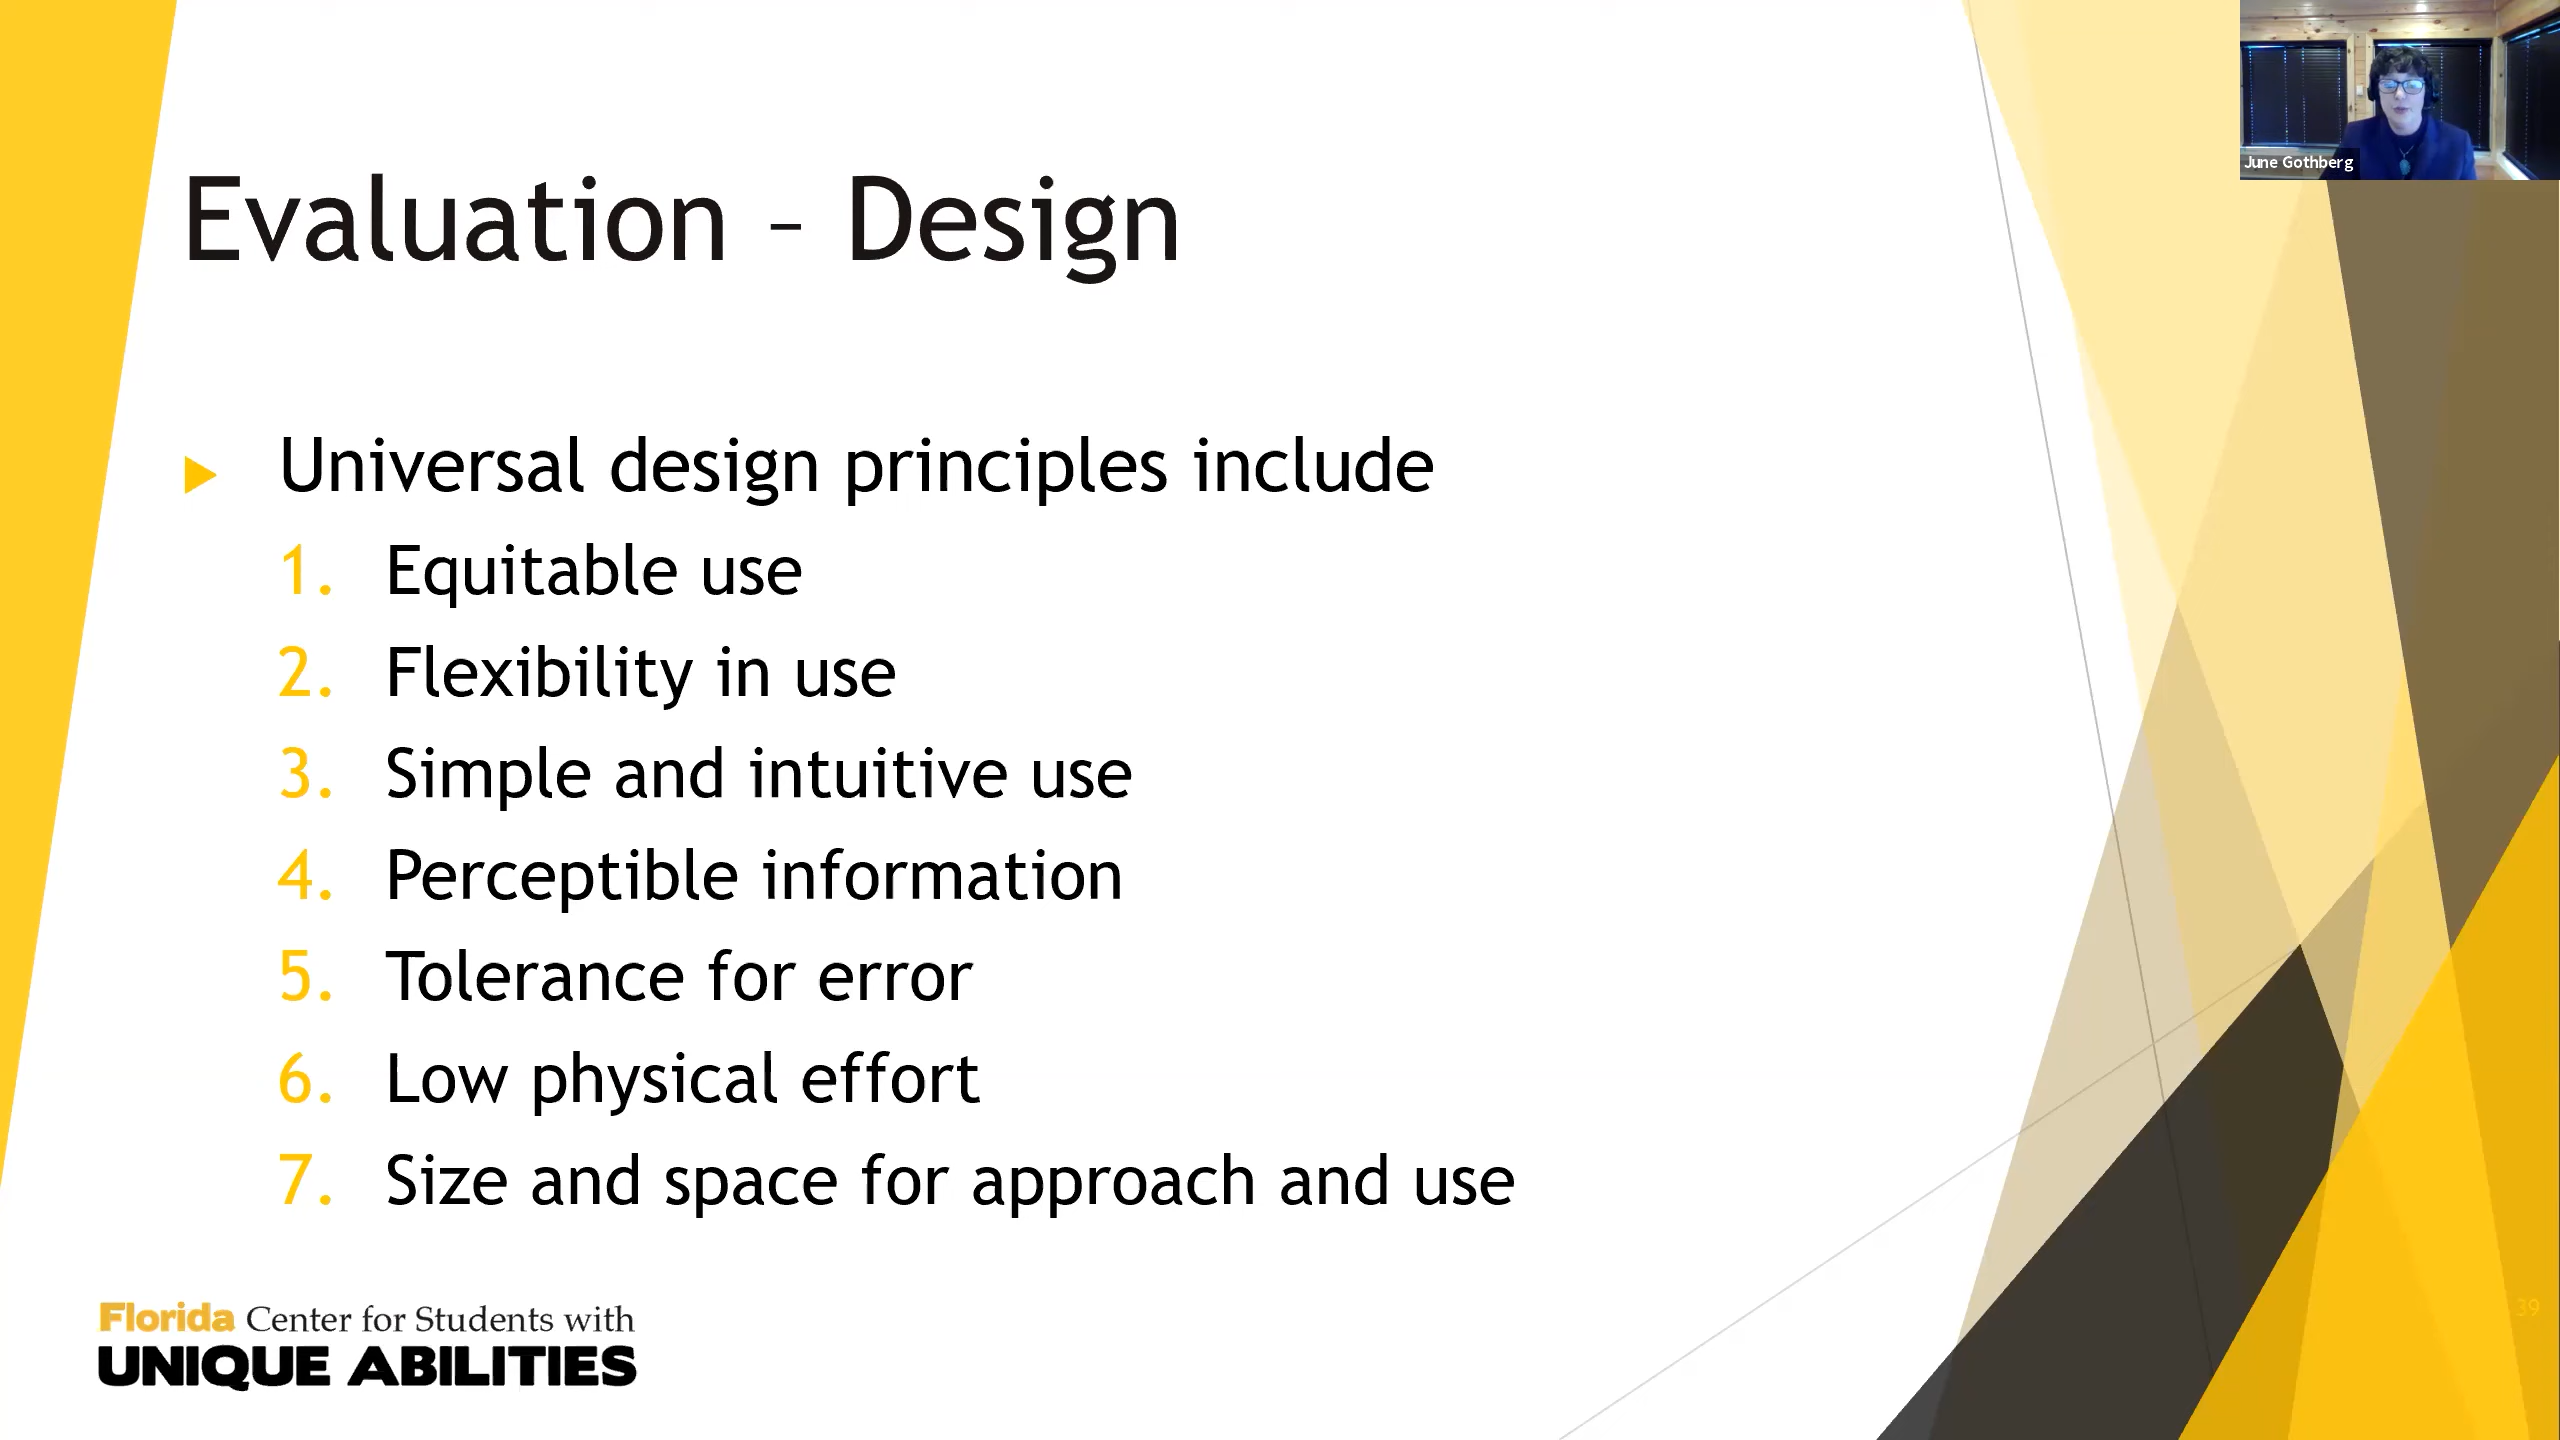 June Gothberg
Evaluation – Design
Universal design principles include
1. Equitable use
2. Flexibility in use
3. Simple and intuitive use
4. Perceptible information
5. Tolerance for error
6. Low physical effort
7. Size and space for approach and use
Florida Center for Students with
UNIQUE ABILITIES
39